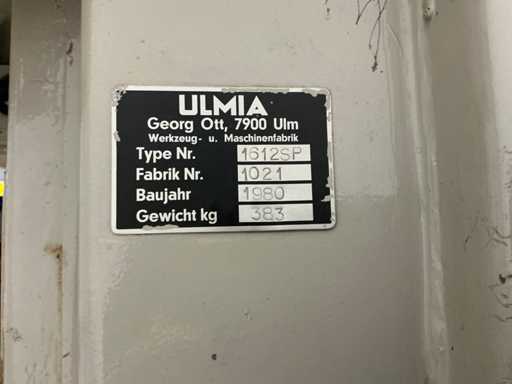 ULMIA
Georg Ott, 7900 Ulm
Werkzeug- u. Maschinenfabrik
Type Nr. 1612SP
Fabrik Nr. 1021
Baujahr 1980
Gewicht kg 383